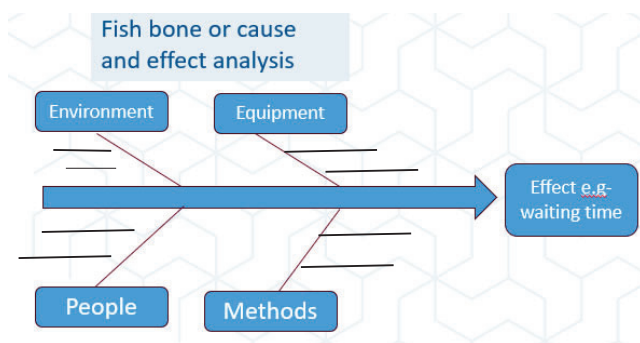 Fish bone or cause
and effect analysis
Environment
Equipment
Effect e.g-
waiting time
People
Methods